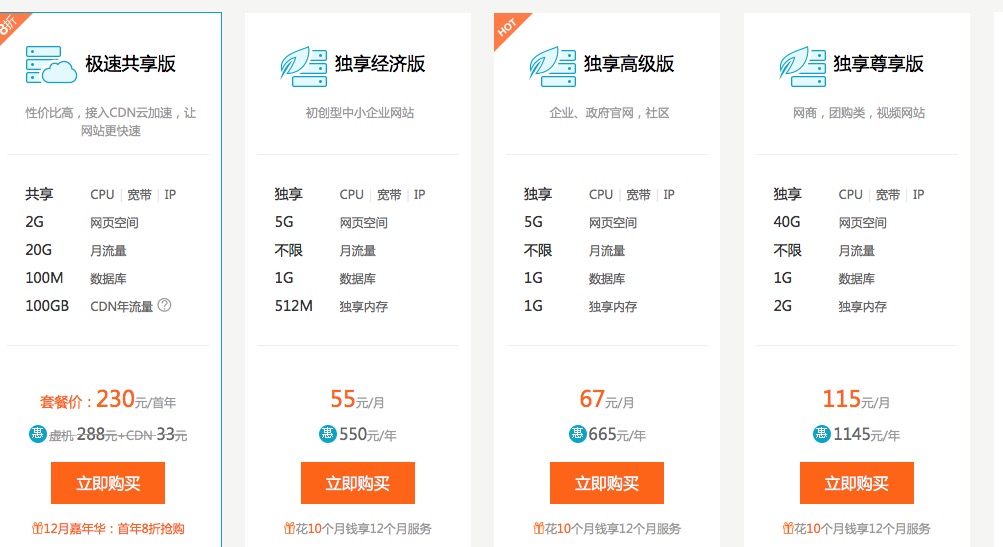 8折
极速共享版
性价比高，接入CDN云加速，让
网站更快速
共享 CPU | 宽带 | IP
2G 网页空间
20G 月流量
100M 数据库
100GB CDN年流量 ?
套餐价：230元/首年
惠 虚机 288元+CDN 33元
立即购买
12月嘉年华：首年8折抢购
独享经济版
初创型中小企业网站
独享 CPU | 宽带 | IP
5G 网页空间
不限 月流量
1G 数据库
512M 独享内存
55元/月
惠 550元/年
立即购买
花10个月钱享12个月服务
HOT
独享高级版
企业、政府官网，社区
独享 CPU | 宽带 | IP
5G 网页空间
不限 月流量
1G 数据库
1G 独享内存
67元/月
惠 665元/年
立即购买
花10个月钱享12个月服务
独享尊享版
网商，团购类，视频网站
独享 CPU | 宽带 | IP
40G 网页空间
不限 月流量
1G 数据库
2G 独享内存
115元/月
惠 1145元/年
立即购买
花10个月钱享12个月服务